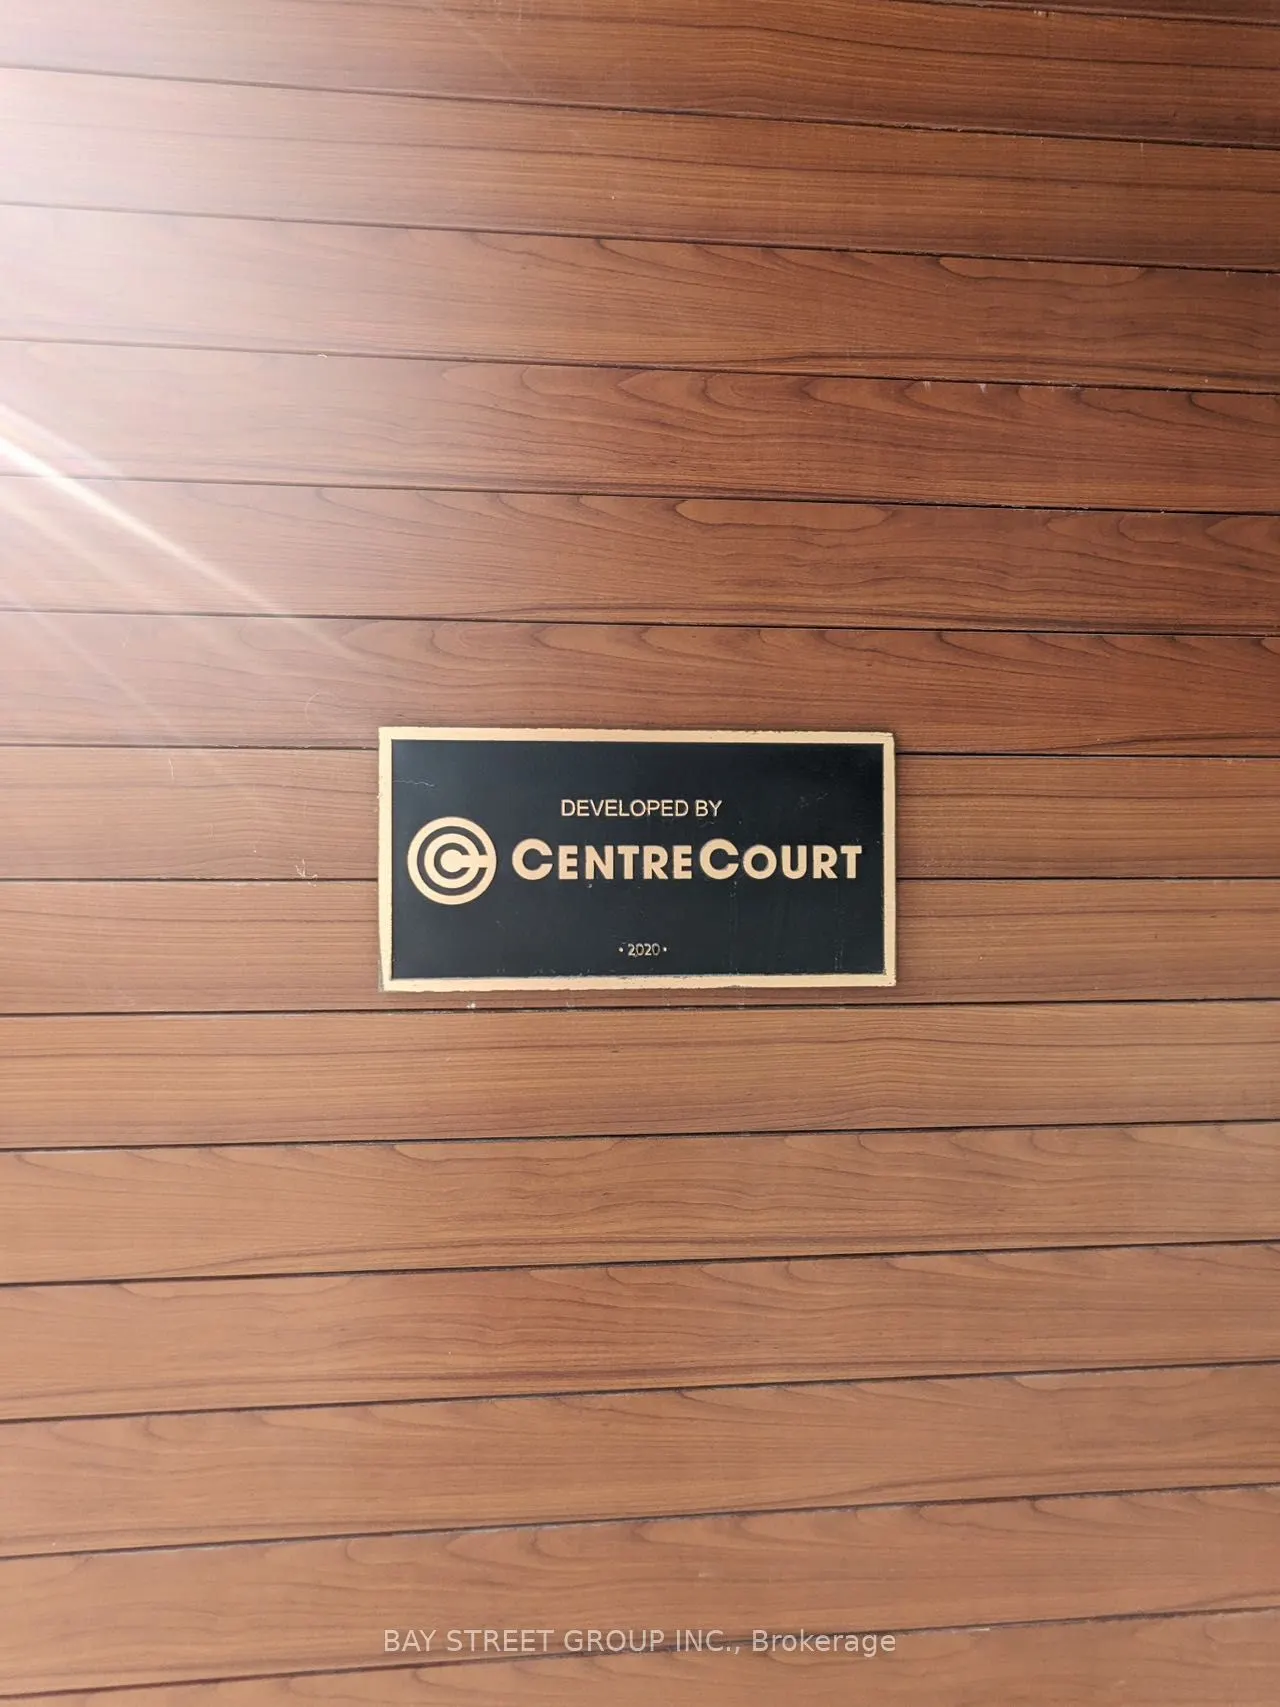 DEVELOPED BY
CENTRECOURT
• 2020 •
BAY STREET GROUP INC., Brokerage